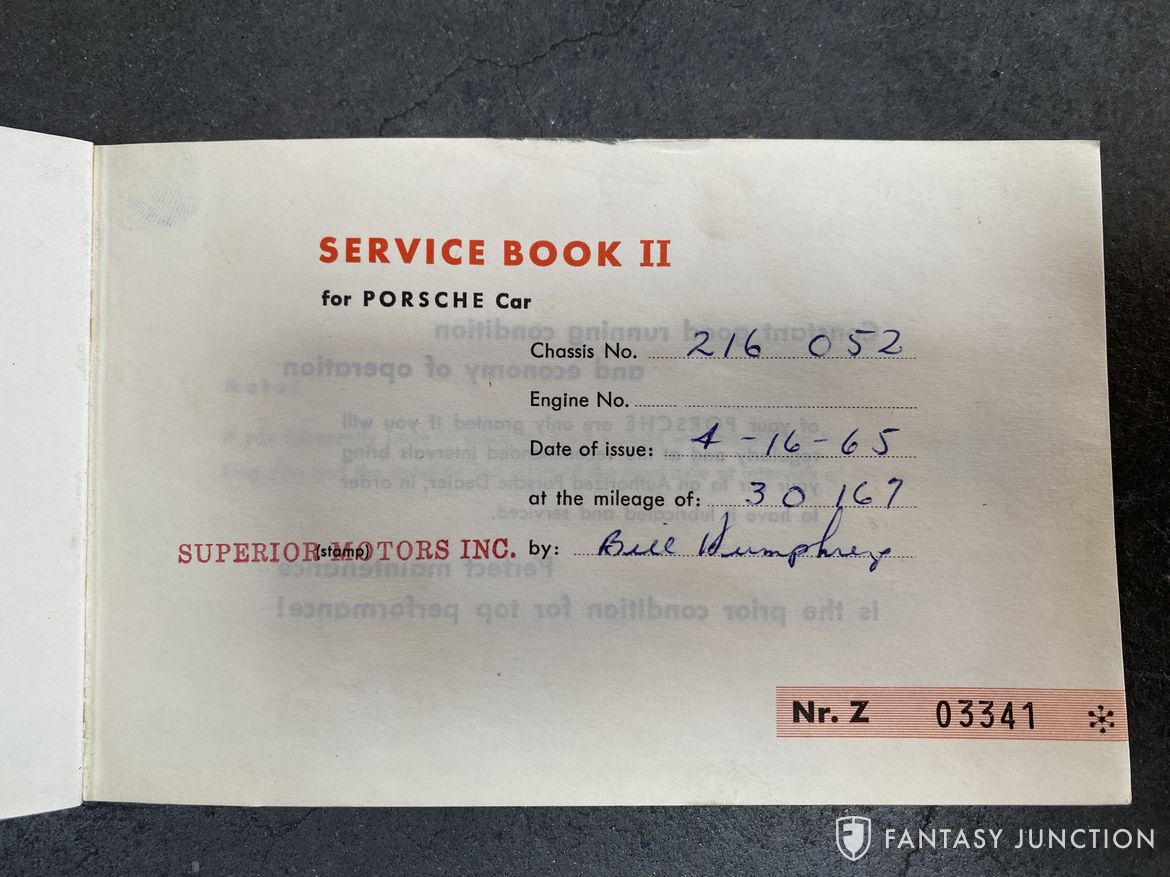 SERVICE BOOK II
for PORSCHE Car
Chassis No. 216 052
Engine No.
Date of issue: 4-16-65
at the mileage of: 30 167
SUPERIOR MOTORS INC. (stamp) by: Bill Humphrey
Nr. Z 03341 *
FANTASY JUNCTION